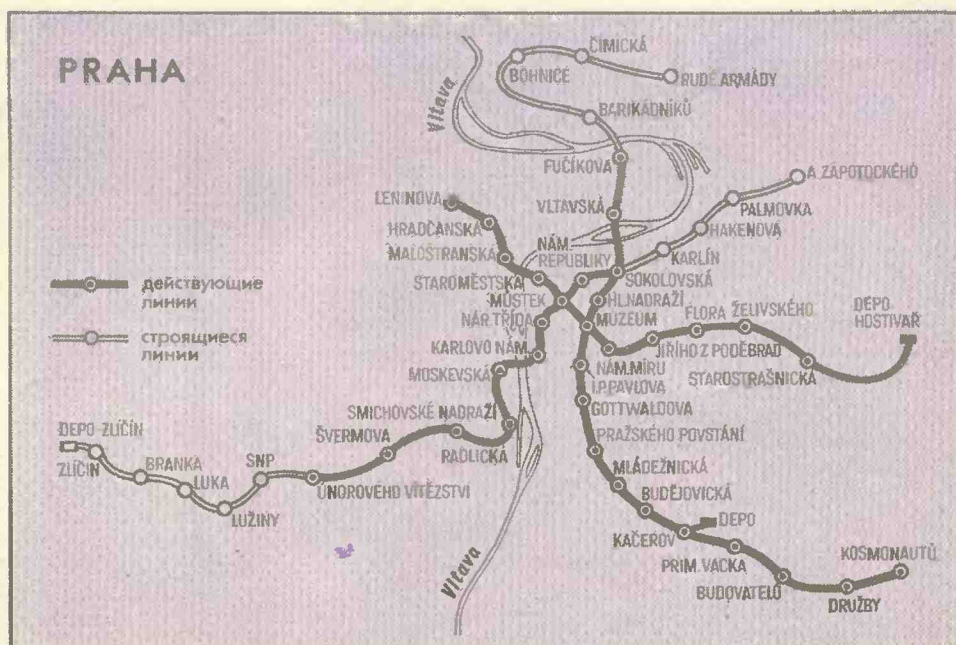 PRAHA
Vltava
ČIMICKÁ
BOHNICE
RUDÉ ARMÁDY
BARIKÁDNÍKŮ
FUČÍKOVA
A ZÁPOTOCKÉHO
LENINOVA
VLTAVSKÁ
PALMOVKA
HRADČANSKÁ
HAKENOVÁ
NÁM.
REPUBLIKY
MALOSTRANSKÁ
KARLÍN
STAROMĚSTSKÁ
SOKOLOVSKÁ
действующие
линии
MŮSTEK
HL.NADRAŽÍ
FLORA
ŽELIVSKÉHO
DEPO
HOSTIVAŘ
NÁR.TŘÍDA
MUZEUM
строящиеся
линии
KARLOVO NÁM.
JIŘÍHO Z PODĚBRAD
MOSKEVSKÁ
NÁM.MÍRU
STAROSTRAŠNICKÁ
I.P.PAVLOVA
SMICHOVSKÉ NADRAŽÍ
GOTTWALDOVA
DEPO ZLIČÍN
ŠVERMOVA
PRAŽSKÉHO POVSTÁNÍ
ZLIČÍN
BRANKA
SNP
RADLICKÁ
MLÁDEŽNICKÁ
LUKA
ÚNOROVÉHO VÍTĚZSTVÍ
BUDĚJOVICKÁ
LUŽINY
DEPO
KAČEROV
KOSMONAUTŮ
PRIM.VACKA
Vltava
BUDOVATELŮ
DRUŽBY